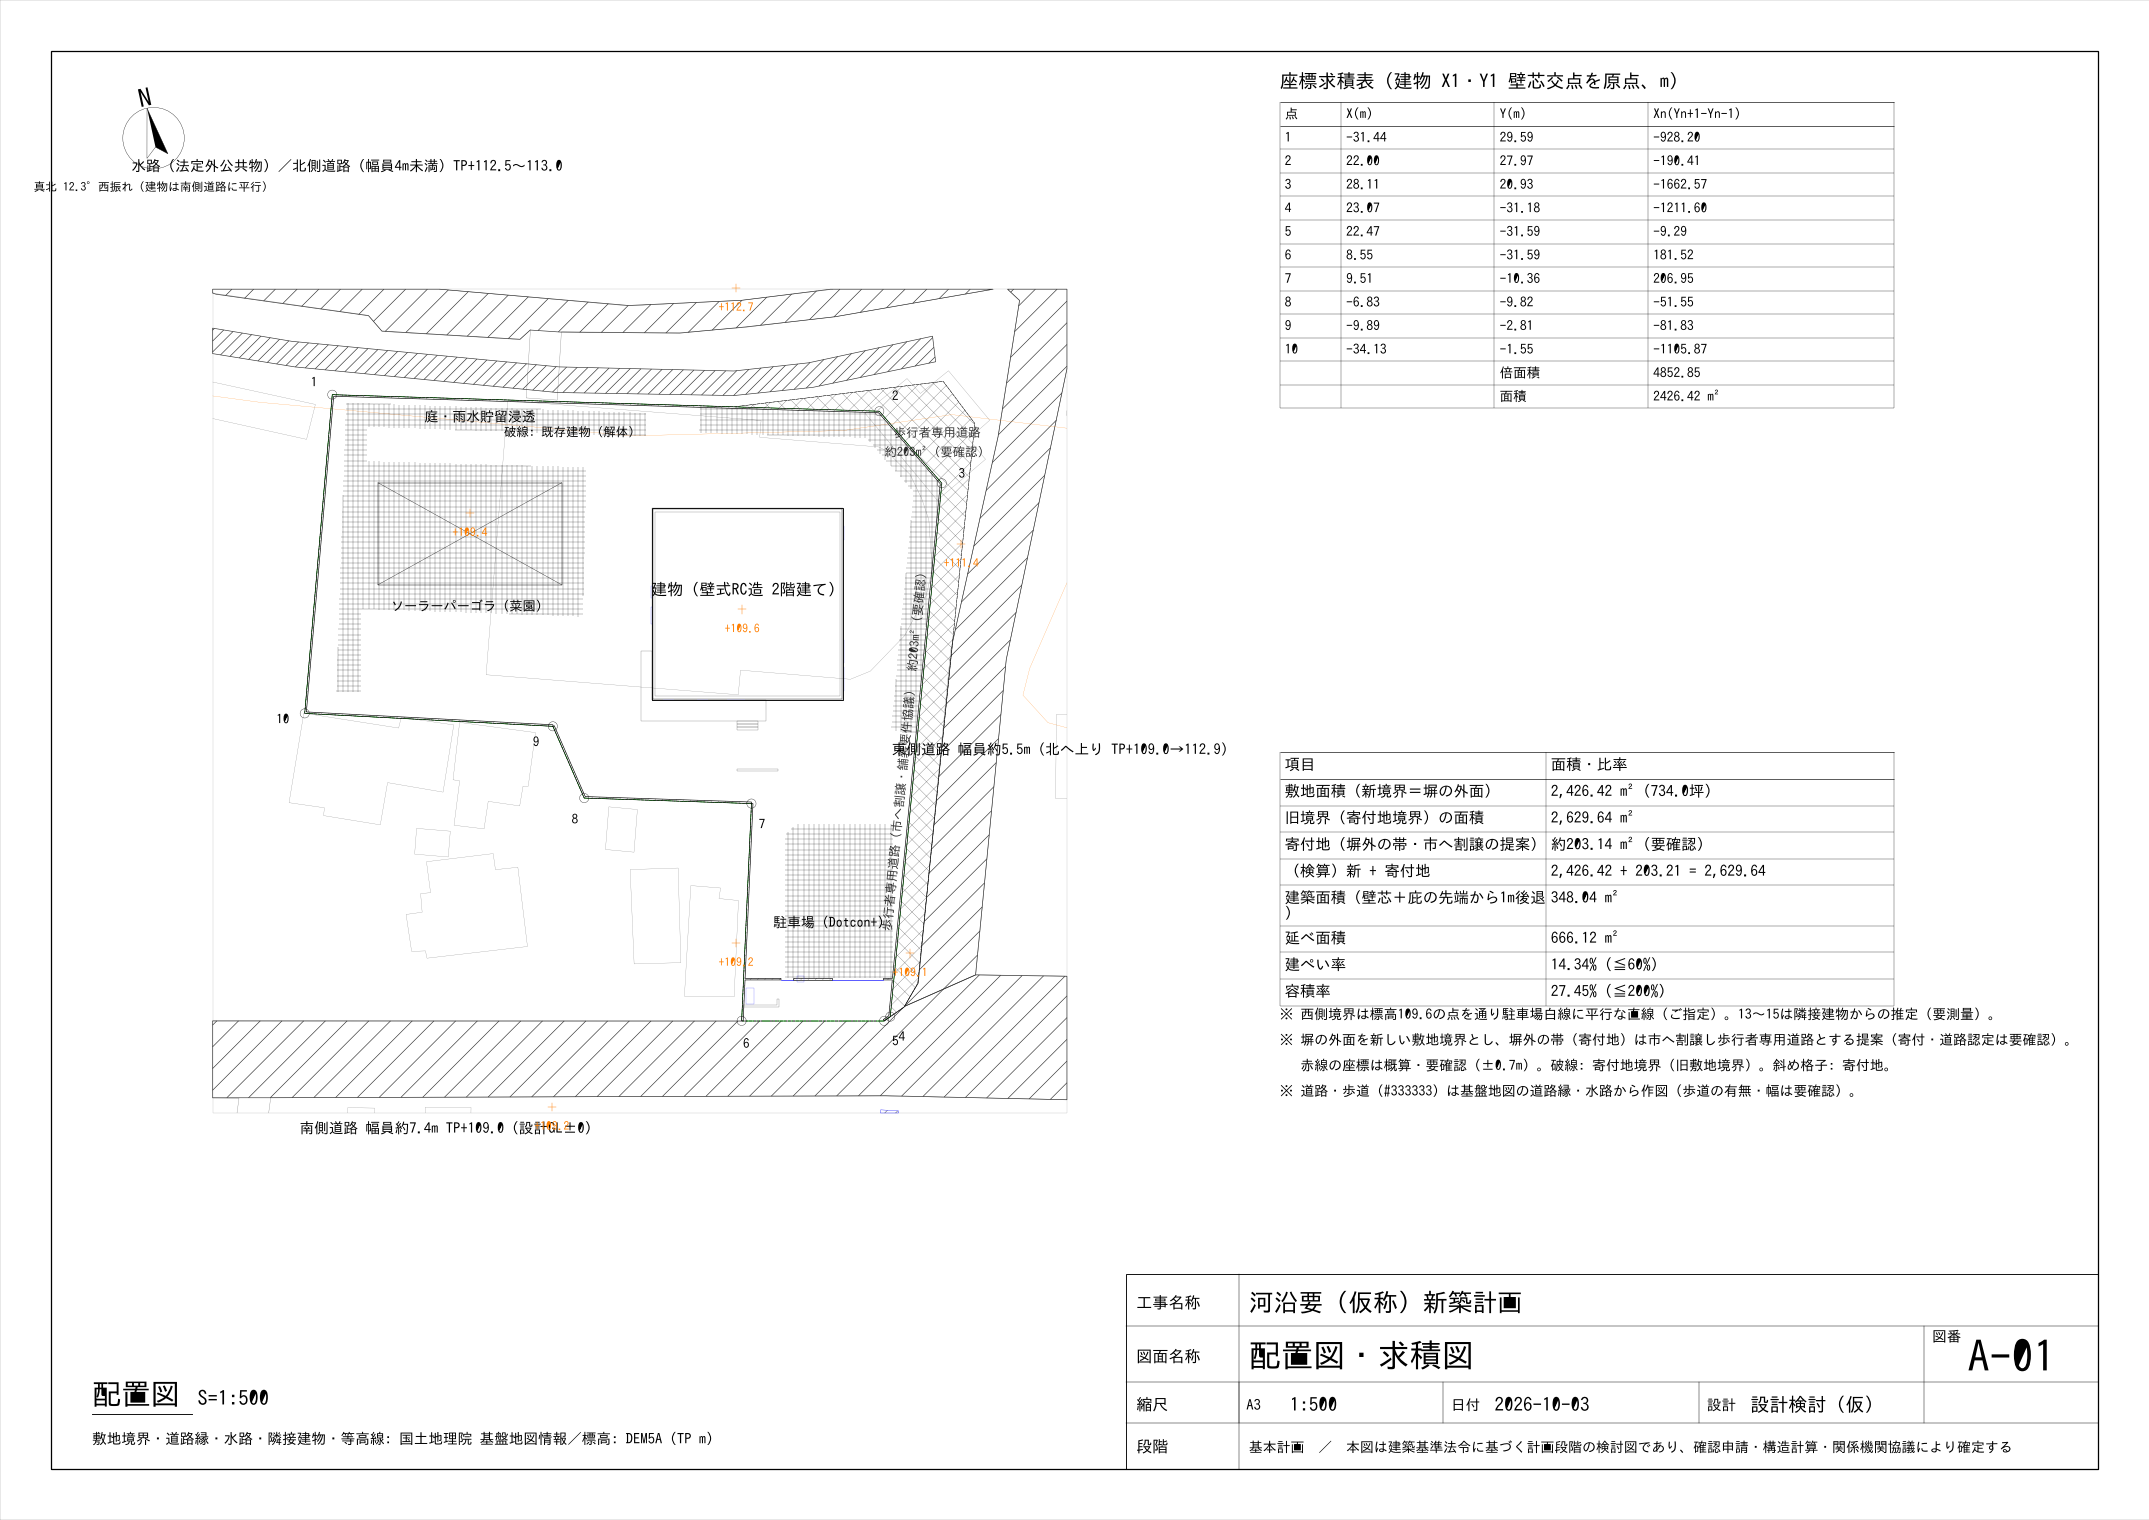 N
水路（法定外公共物）／北側道路（幅員4m未満）TP+112.5～113.0
真北 12.3° 西振れ（建物は南側道路に平行）
+112.7
1
2
庭・雨水貯留浸透
破線: 既存建物（解体）
歩行者専用道路
約203m²（要確認）
3
+109.4
+111.4
建物（壁式RC造 2階建て）
ソーラーパーゴラ（菜園）
+109.6
歩行者専用道路（市へ割譲・舗装要件協議） 約203m²（要確認）
10
9
東側道路 幅員約5.5m（北へ上り TP+109.0→112.9）
8
7
駐車場（Dotcon+）
+109.2
+109.1
6
5
4
南側道路 幅員約7.4m TP+109.0（設計GL±0）
座標求積表（建物 X1・Y1 壁芯交点を原点、m）
点 X(m) Y(m) Xn(Yn+1-Yn-1)
1 -31.44 29.59 -928.20
2 22.00 27.97 -190.41
3 28.11 20.93 -1662.57
4 23.07 -31.18 -1211.60
5 22.47 -31.59 -9.29
6 8.55 -31.59 181.52
7 9.51 -10.36 206.95
8 -6.83 -9.82 -51.55
9 -9.89 -2.81 -81.83
10 -34.13 -1.55 -1105.87
倍面積 4852.85
面積 2426.42 m²
項目 面積・比率
敷地面積（新境界＝塀の外面） 2,426.42 m²（734.0坪）
旧境界（寄付地境界）の面積 2,629.64 m²
寄付地（塀外の帯・市へ割譲の提案） 約203.14 m²（要確認）
（検算）新 + 寄付地 2,426.42 + 203.21 = 2,629.64
建築面積（壁芯＋庇の先端から1m後退 348.04 m²
）
延べ面積 666.12 m²
建ぺい率 14.34%（≦60%）
容積率 27.45%（≦200%）
※ 西側境界は標高109.6の点を通り駐車場白線に平行な直線（ご指定）。13～15は隣接建物からの推定（要測量）。
※ 塀の外面を新しい敷地境界とし、塀外の帯（寄付地）は市へ割譲し歩行者専用道路とする提案（寄付・道路認定は要確認）。
赤線の座標は概算・要確認（±0.7m）。破線: 寄付地境界（旧敷地境界）。斜め格子: 寄付地。
※ 道路・歩道（#333333）は基盤地図の道路縁・水路から作図（歩道の有無・幅は要確認）。
配置図 S=1:500
敷地境界・道路縁・水路・隣接建物・等高線: 国土地理院 基盤地図情報／標高: DEM5A（TP m）
工事名称 河沿要（仮称）新築計画
図面名称 配置図・求積図 図番 A-01
縮尺 A3 1:500 日付 2026-10-03 設計 設計検討（仮）
段階 基本計画 ／ 本図は建築基準法令に基づく計画段階の検討図であり、確認申請・構造計算・関係機関協議により確定する